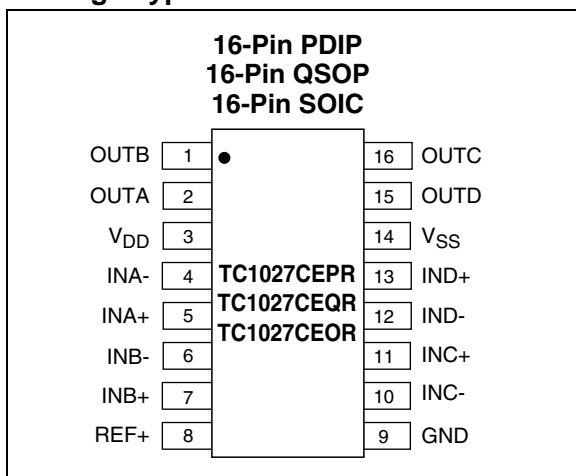 16-Pin PDIP
16-Pin QSOP
16-Pin SOIC
OUTB 1 16 OUTC
OUTA 2 15 OUTD
VDD 3 14 VSS
INA- 4 TC1027CEPR 13 IND+
INA+ 5 TC1027CEQR 12 IND-
TC1027CEOR
INB- 6 11 INC+
INB+ 7 10 INC-
REF+ 8 9 GND